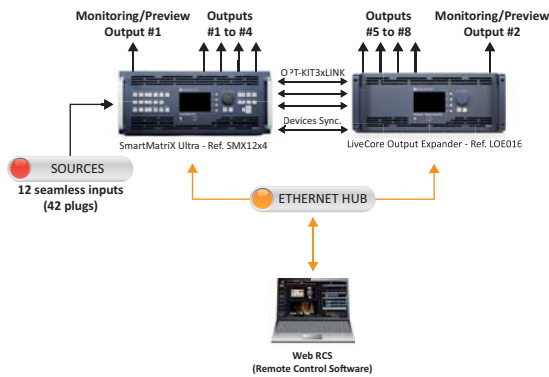 Monitoring/Preview
Output #1
Outputs
#1 to #4
Outputs
#5 to #8
Monitoring/Preview
Output #2
OPT-KIT3xLINK
Devices Sync.
SmartMatriX Ultra - Ref. SMX12x4
LiveCore Output Expander - Ref. LOE016
SOURCES
12 seamless inputs
(42 plugs)
ETHERNET HUB
Web RCS
(Remote Control Software)